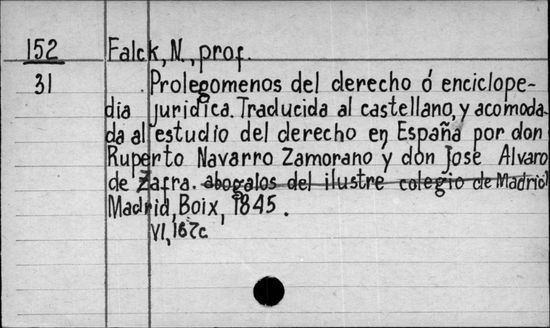 152 Falck, N., prof.
31 Prolegomenos del derecho ó enciclope-
dia juridica. Traducida al castellano, y acomoda-
da al estudio del derecho en España por don
Ruperto Navarro Zamorano y don José Alvaro
de Zafra. abogalos del ilustre colegio de Madrid
Madrid, Boix, 1845.
VI, 187c